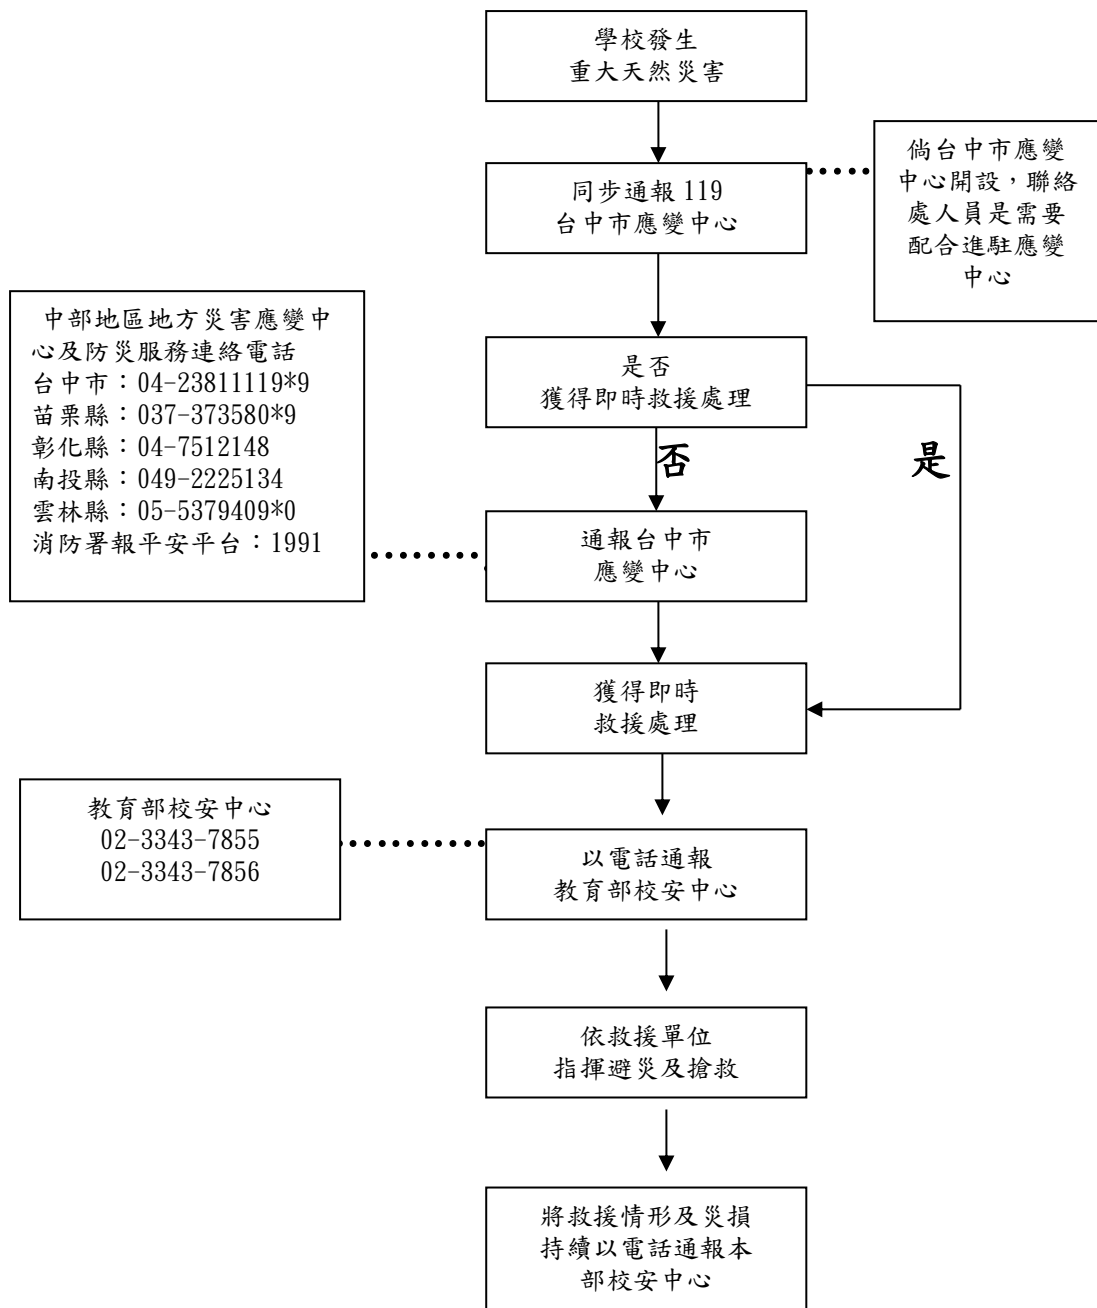 學校發生
重大天然災害
同步通報 119
台中市應變中心
倘台中市應變
中心開設，聯絡
處人員是需要
配合進駐應變
中心
是否
獲得即時救援處理
否
是
中部地區地方災害應變中
心及防災服務連絡電話
台中市：04-23811119*9
苗栗縣：037-373580*9
彰化縣：04-7512148
南投縣：049-2225134
雲林縣：05-5379409*0
消防署報平安平台：1991
通報台中市
應變中心
獲得即時
救援處理
教育部校安中心
02-3343-7855
02-3343-7856
以電話通報
教育部校安中心
依救援單位
指揮避災及搶救
將救援情形及災損
持續以電話通報本
部校安中心